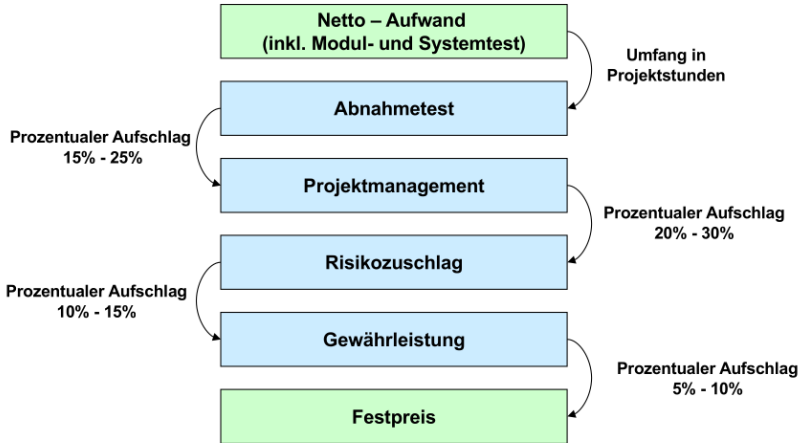 Netto – Aufwand
(inkl. Modul- und Systemtest)
Umfang in
Projektstunden
Abnahmetest
Prozentualer Aufschlag
15% - 25%
Projektmanagement
Prozentualer Aufschlag
20% - 30%
Risikozuschlag
Prozentualer Aufschlag
10% - 15%
Gewährleistung
Prozentualer Aufschlag
5% - 10%
Festpreis